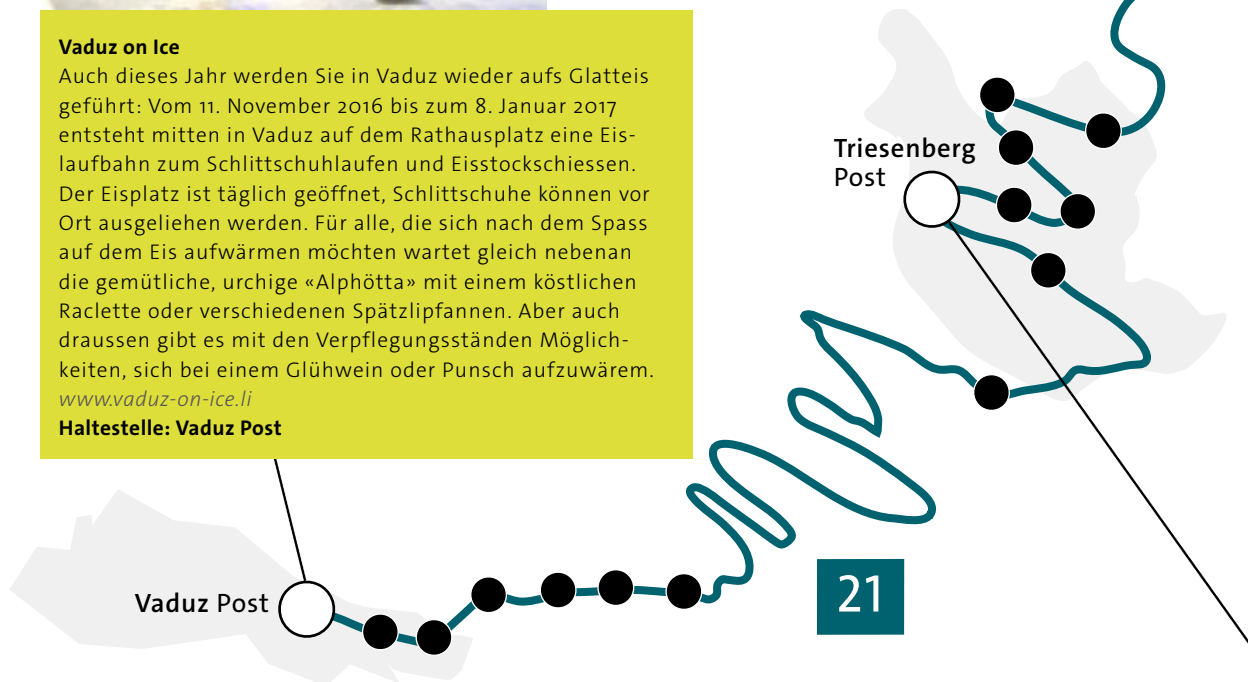 Vaduz on Ice
Auch dieses Jahr werden Sie in Vaduz wieder aufs Glatteis
geführt: Vom 11. November 2016 bis zum 8. Januar 2017
entsteht mitten in Vaduz auf dem Rathausplatz eine Eis-
laufbahn zum Schlittschuhlaufen und Eisstockschiessen.
Der Eisplatz ist täglich geöffnet, Schlittschuhe können vor
Ort ausgeliehen werden. Für alle, die sich nach dem Spass
auf dem Eis aufwärmen möchten wartet gleich nebenan
die gemütliche, urchige «Alphötta» mit einem köstlichen
Raclette oder verschiedenen Spätzlipfannen. Aber auch
draussen gibt es mit den Verpflegungsständen Möglich-
keiten, sich bei einem Glühwein oder Punsch aufzuwärem.
www.vaduz-on-ice.li
Haltestelle: Vaduz Post
Triesenberg
Post
Vaduz Post
21